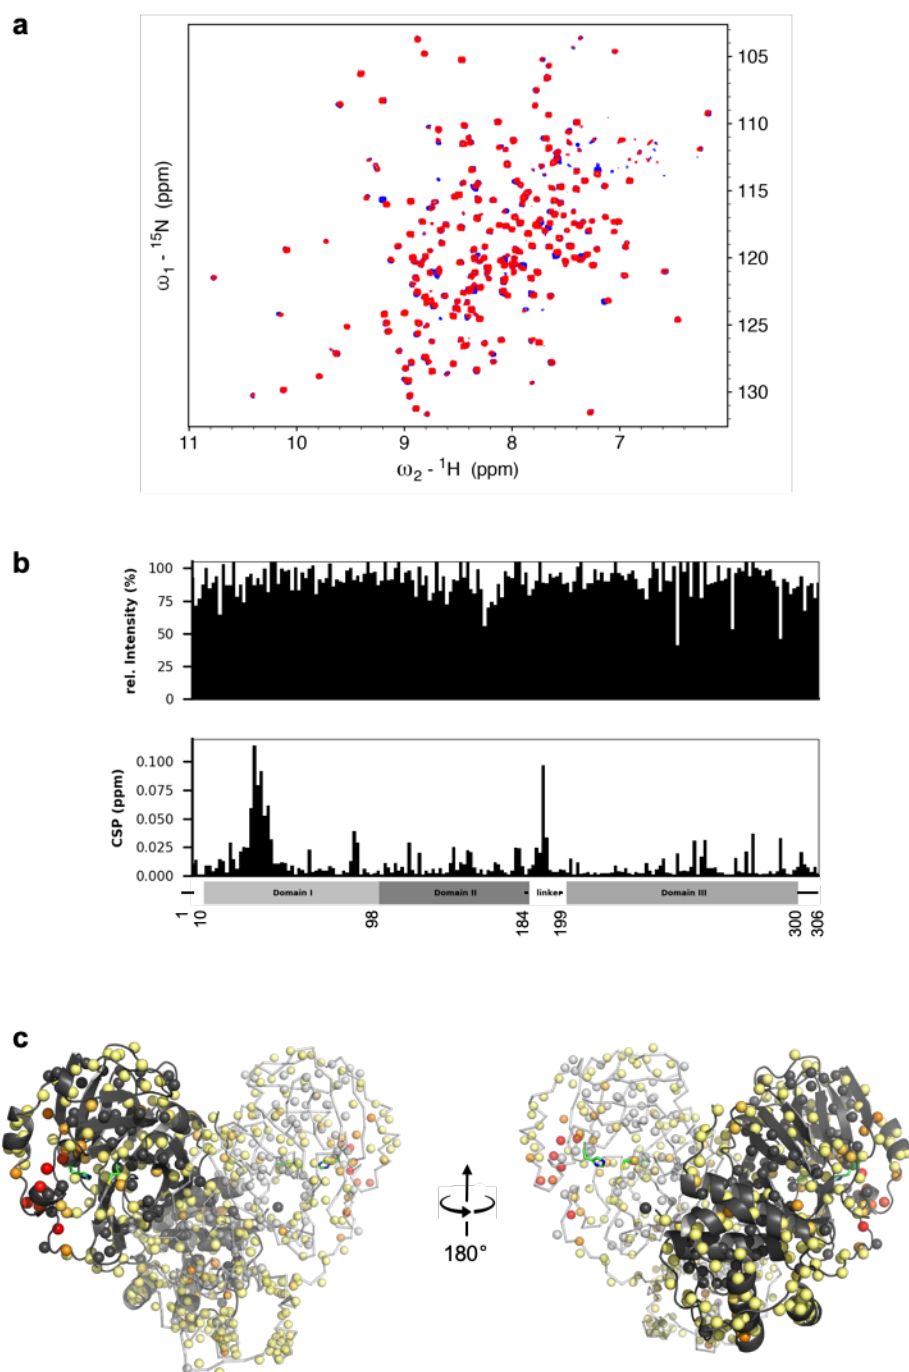 a
105
110
115
120
125
130
ω₁ - ¹⁵N (ppm)
11 10 9 8 7
ω₂ - ¹H (ppm)
b
rel. Intensity (%)
100
75
50
25
0
CSP (ppm)
0.100
0.075
0.050
0.025
0.000
Domain I Domain II linker Domain III
1 10 98 184 199 300 306
c
180°